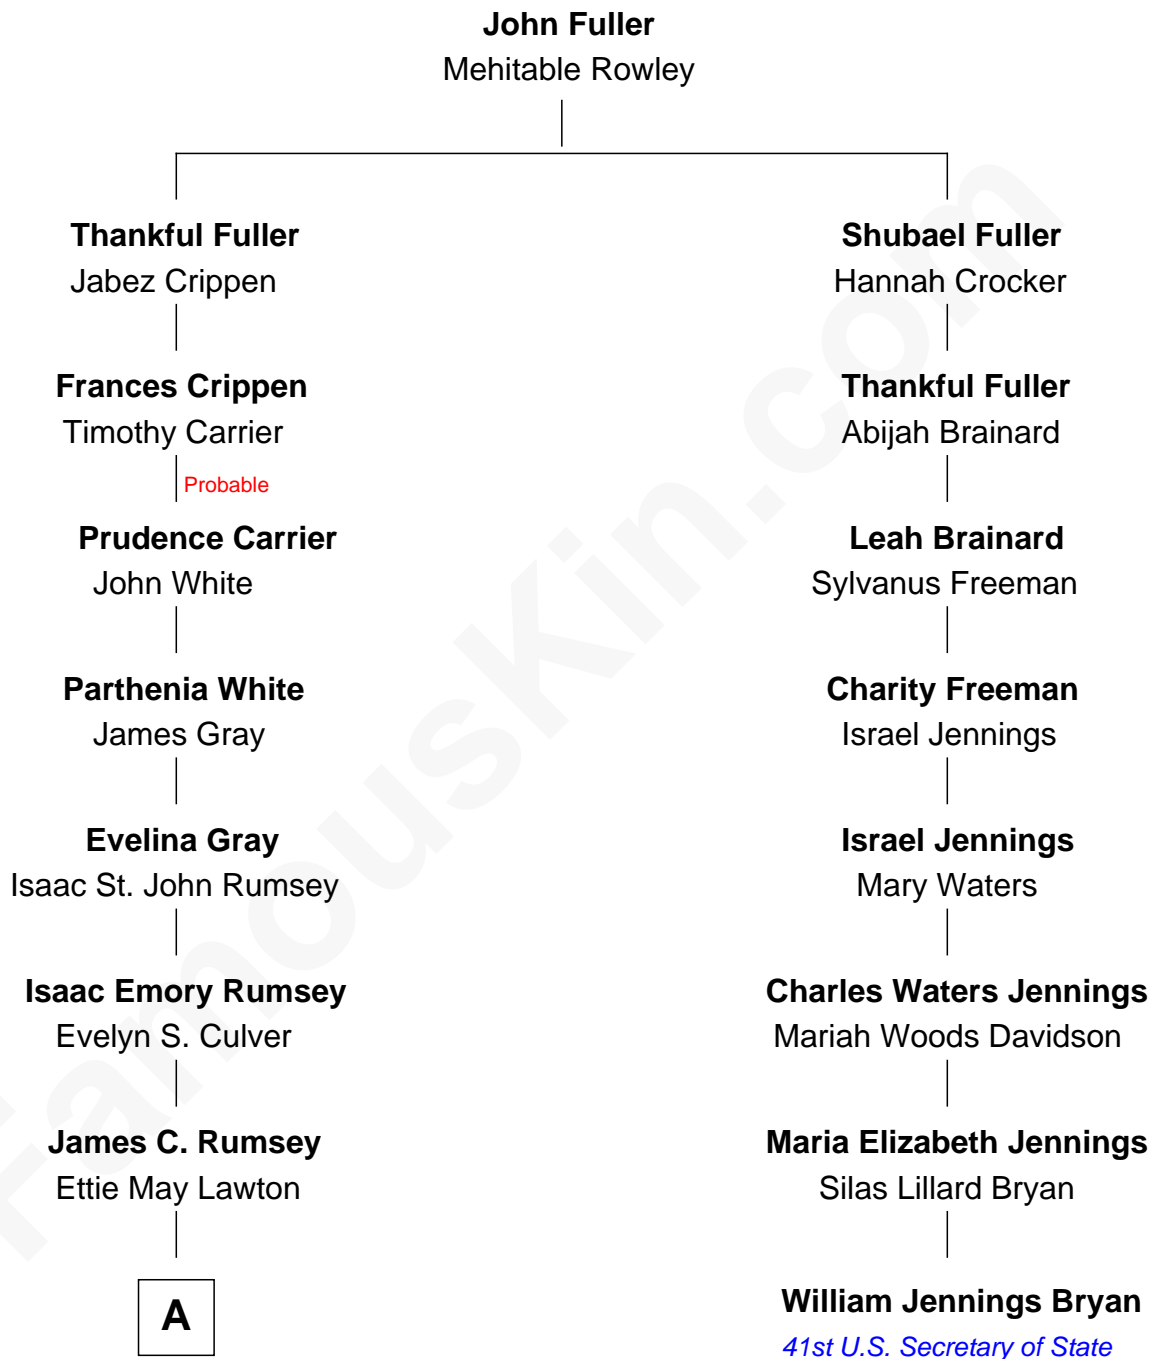 John Fuller
Mehitable Rowley
Thankful Fuller
Jabez Crippen
Shubael Fuller
Hannah Crocker
Frances Crippen
Timothy Carrier
Thankful Fuller
Abijah Brainard
Probable
Prudence Carrier
John White
Leah Brainard
Sylvanus Freeman
Parthenia White
James Gray
Charity Freeman
Israel Jennings
Evelina Gray
Isaac St. John Rumsey
Israel Jennings
Mary Waters
Isaac Emory Rumsey
Evelyn S. Culver
Charles Waters Jennings
Mariah Woods Davidson
James C. Rumsey
Ettie May Lawton
Maria Elizabeth Jennings
Silas Lillard Bryan
A
William Jennings Bryan
41st U.S. Secretary of State
FamousKin.com